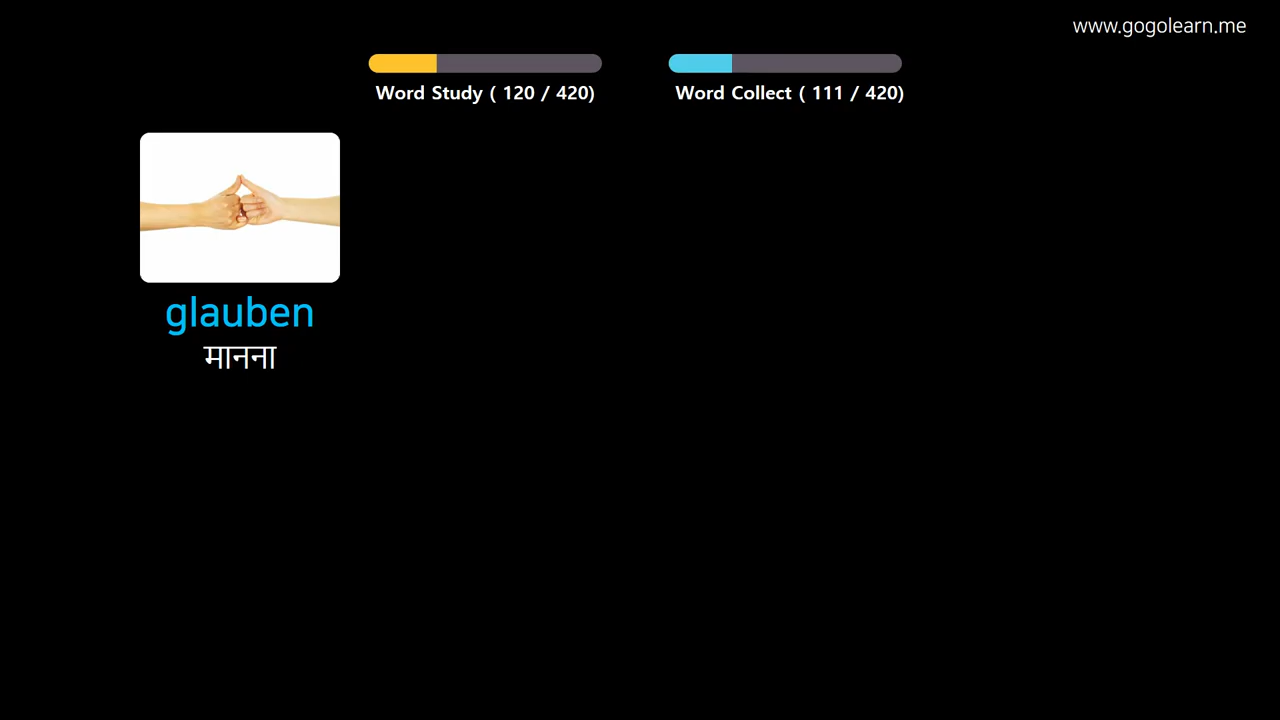 www.gogolearn.me
Word Study ( 120 / 420)
Word Collect ( 111 / 420)
glauben
मानना